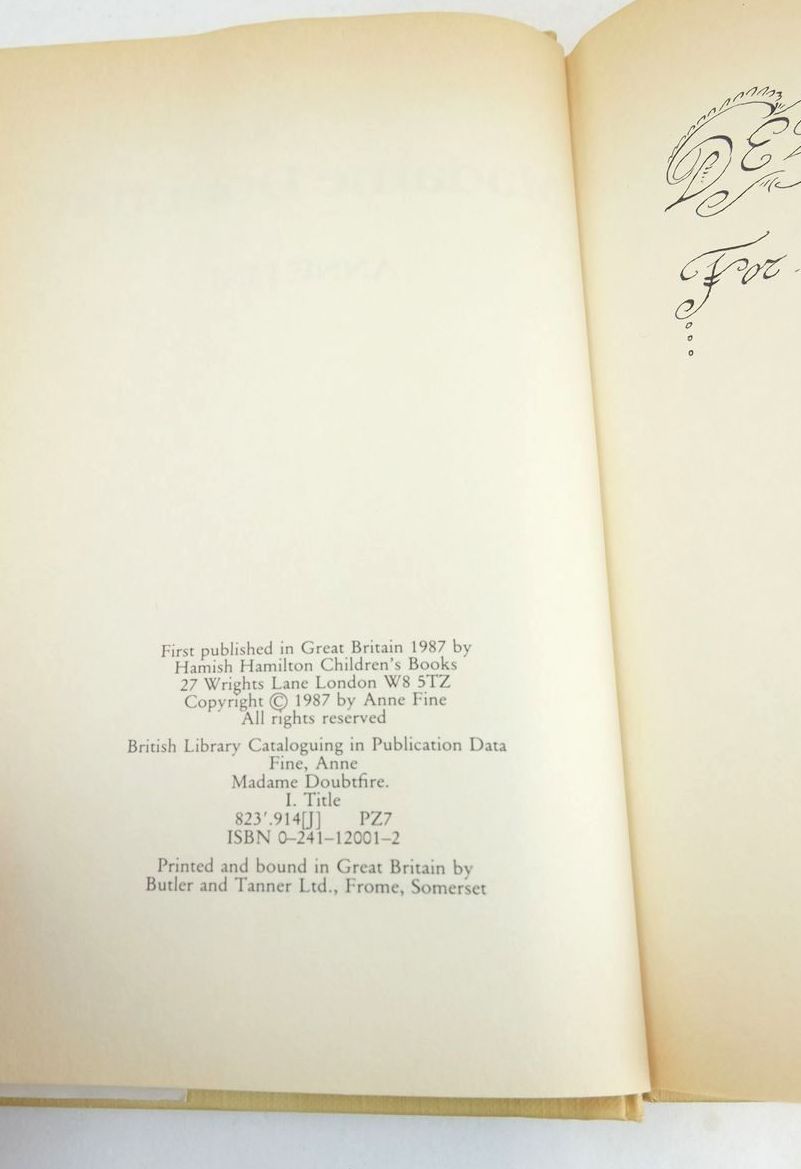 First published in Great Britain 1987 by
Hamish Hamilton Children's Books
27 Wrights Lane London W8 5TZ
Copyright © 1987 by Anne Fine
All rights reserved
British Library Cataloguing in Publication Data
Fine, Anne
Madame Doubtfire.
I. Title
823'.914[J] PZ7
ISBN 0–241–12001–2
Printed and bound in Great Britain by
Butler and Tanner Ltd., Frome, Somerset
For